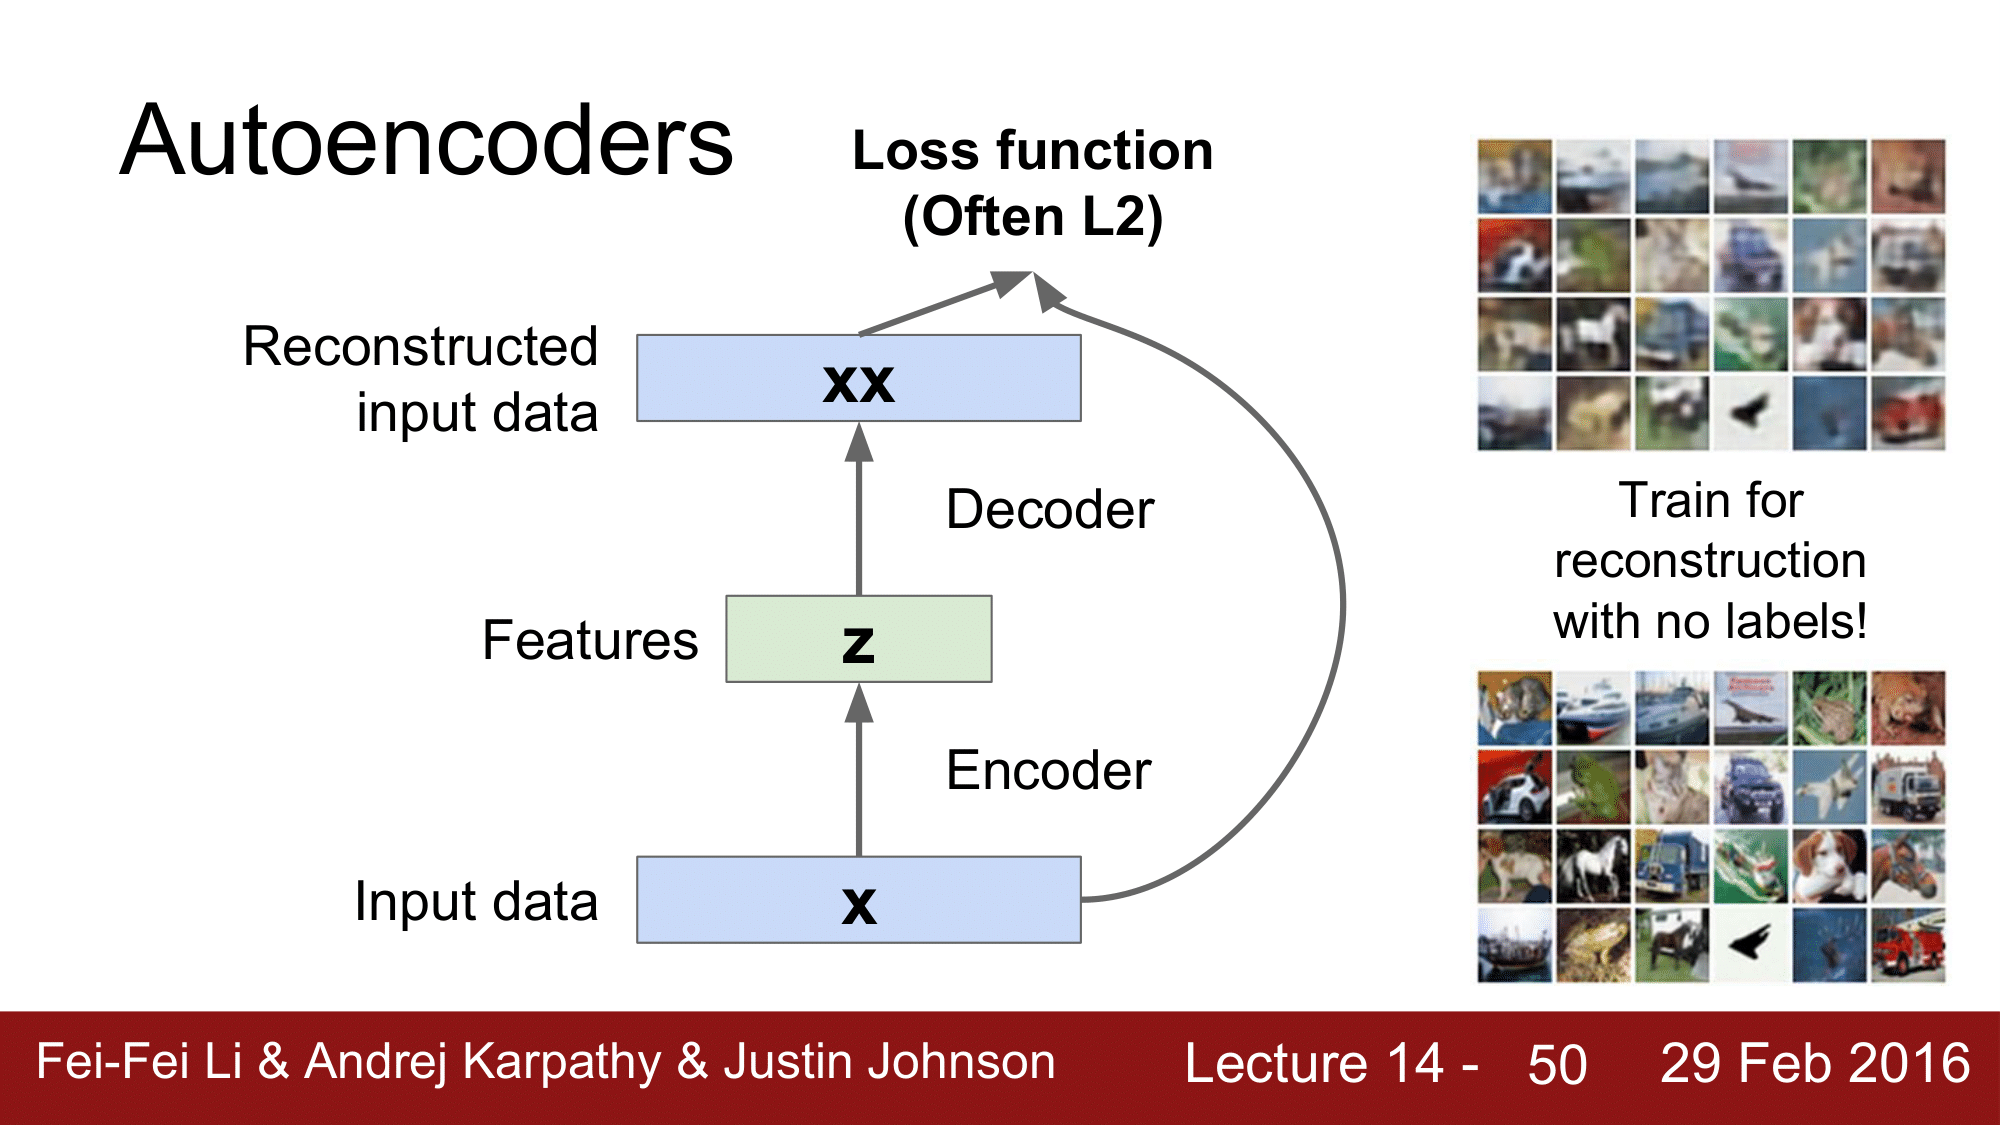 Autoencoders
Loss function
(Often L2)
Reconstructed
input data
xx
Decoder
Features
z
Encoder
Input data
x
Train for
reconstruction
with no labels!
Fei-Fei Li & Andrej Karpathy & Justin Johnson
Lecture 14 - 50
29 Feb 2016